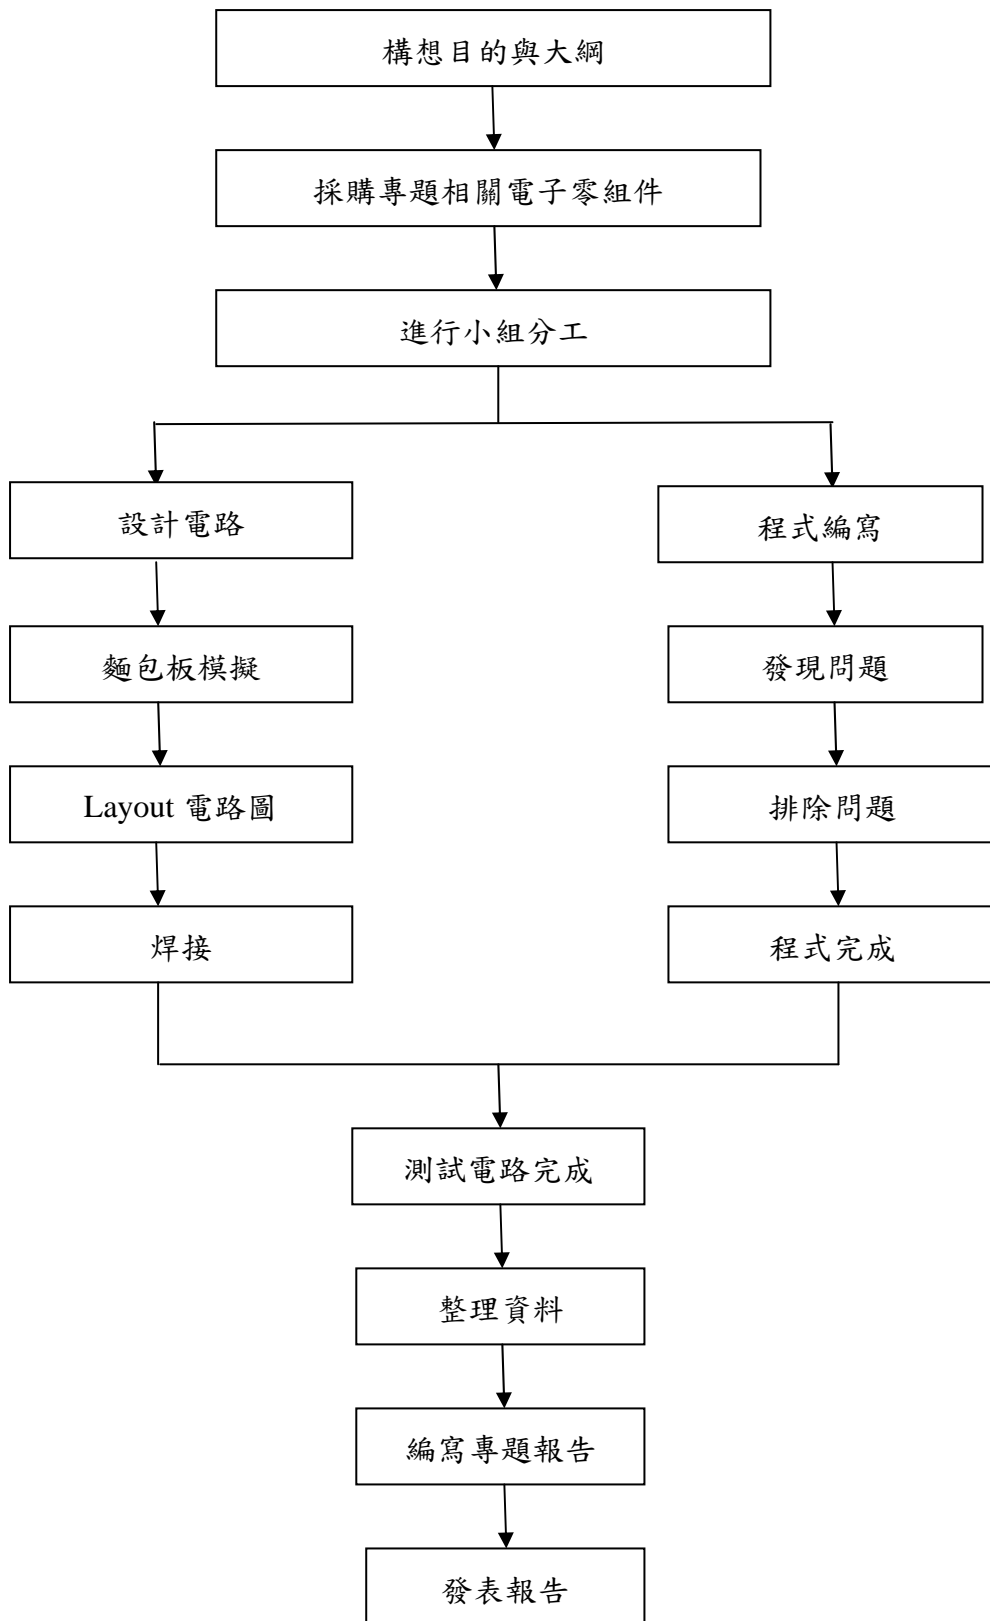 構想目的與大綱
採購專題相關電子零組件
進行小組分工
設計電路
程式編寫
麵包板模擬
發現問題
Layout 電路圖
排除問題
焊接
程式完成
測試電路完成
整理資料
編寫專題報告
發表報告